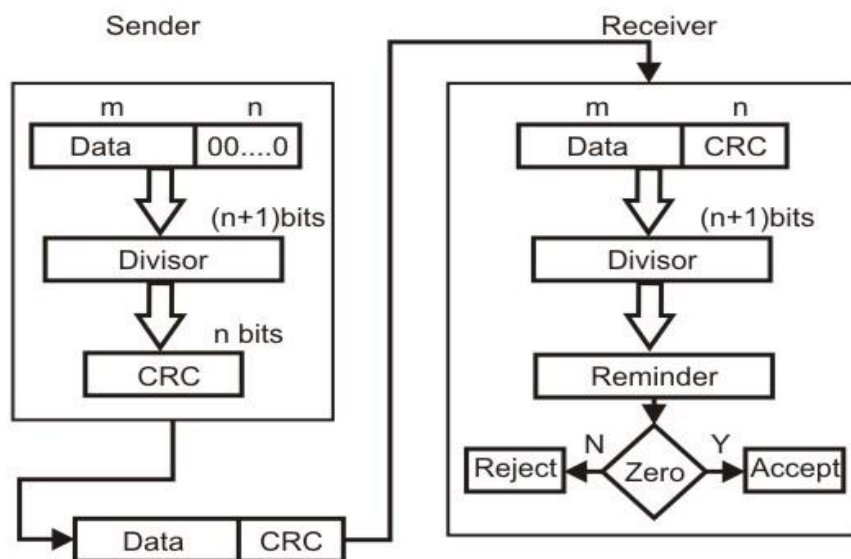 Sender
m n
Data 00....0
(n+1)bits
Divisor
n bits
CRC
Data CRC
Receiver
m n
Data CRC
(n+1)bits
Divisor
Reminder
N Y
Reject Zero Accept